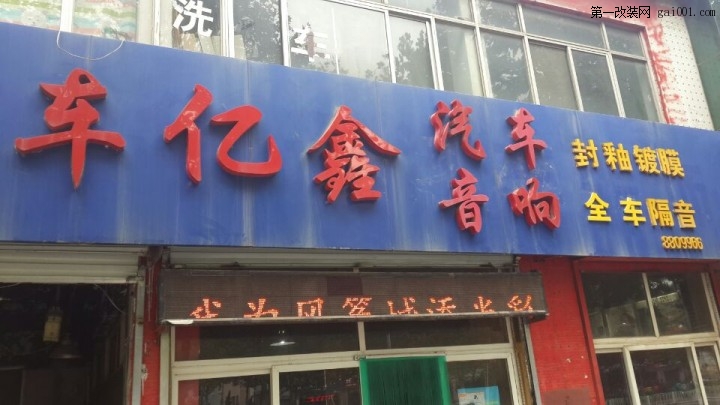 第一改装网 gai001.com
洗车
车亿鑫
汽车
音响
封釉镀膜
全车隔音
8809966